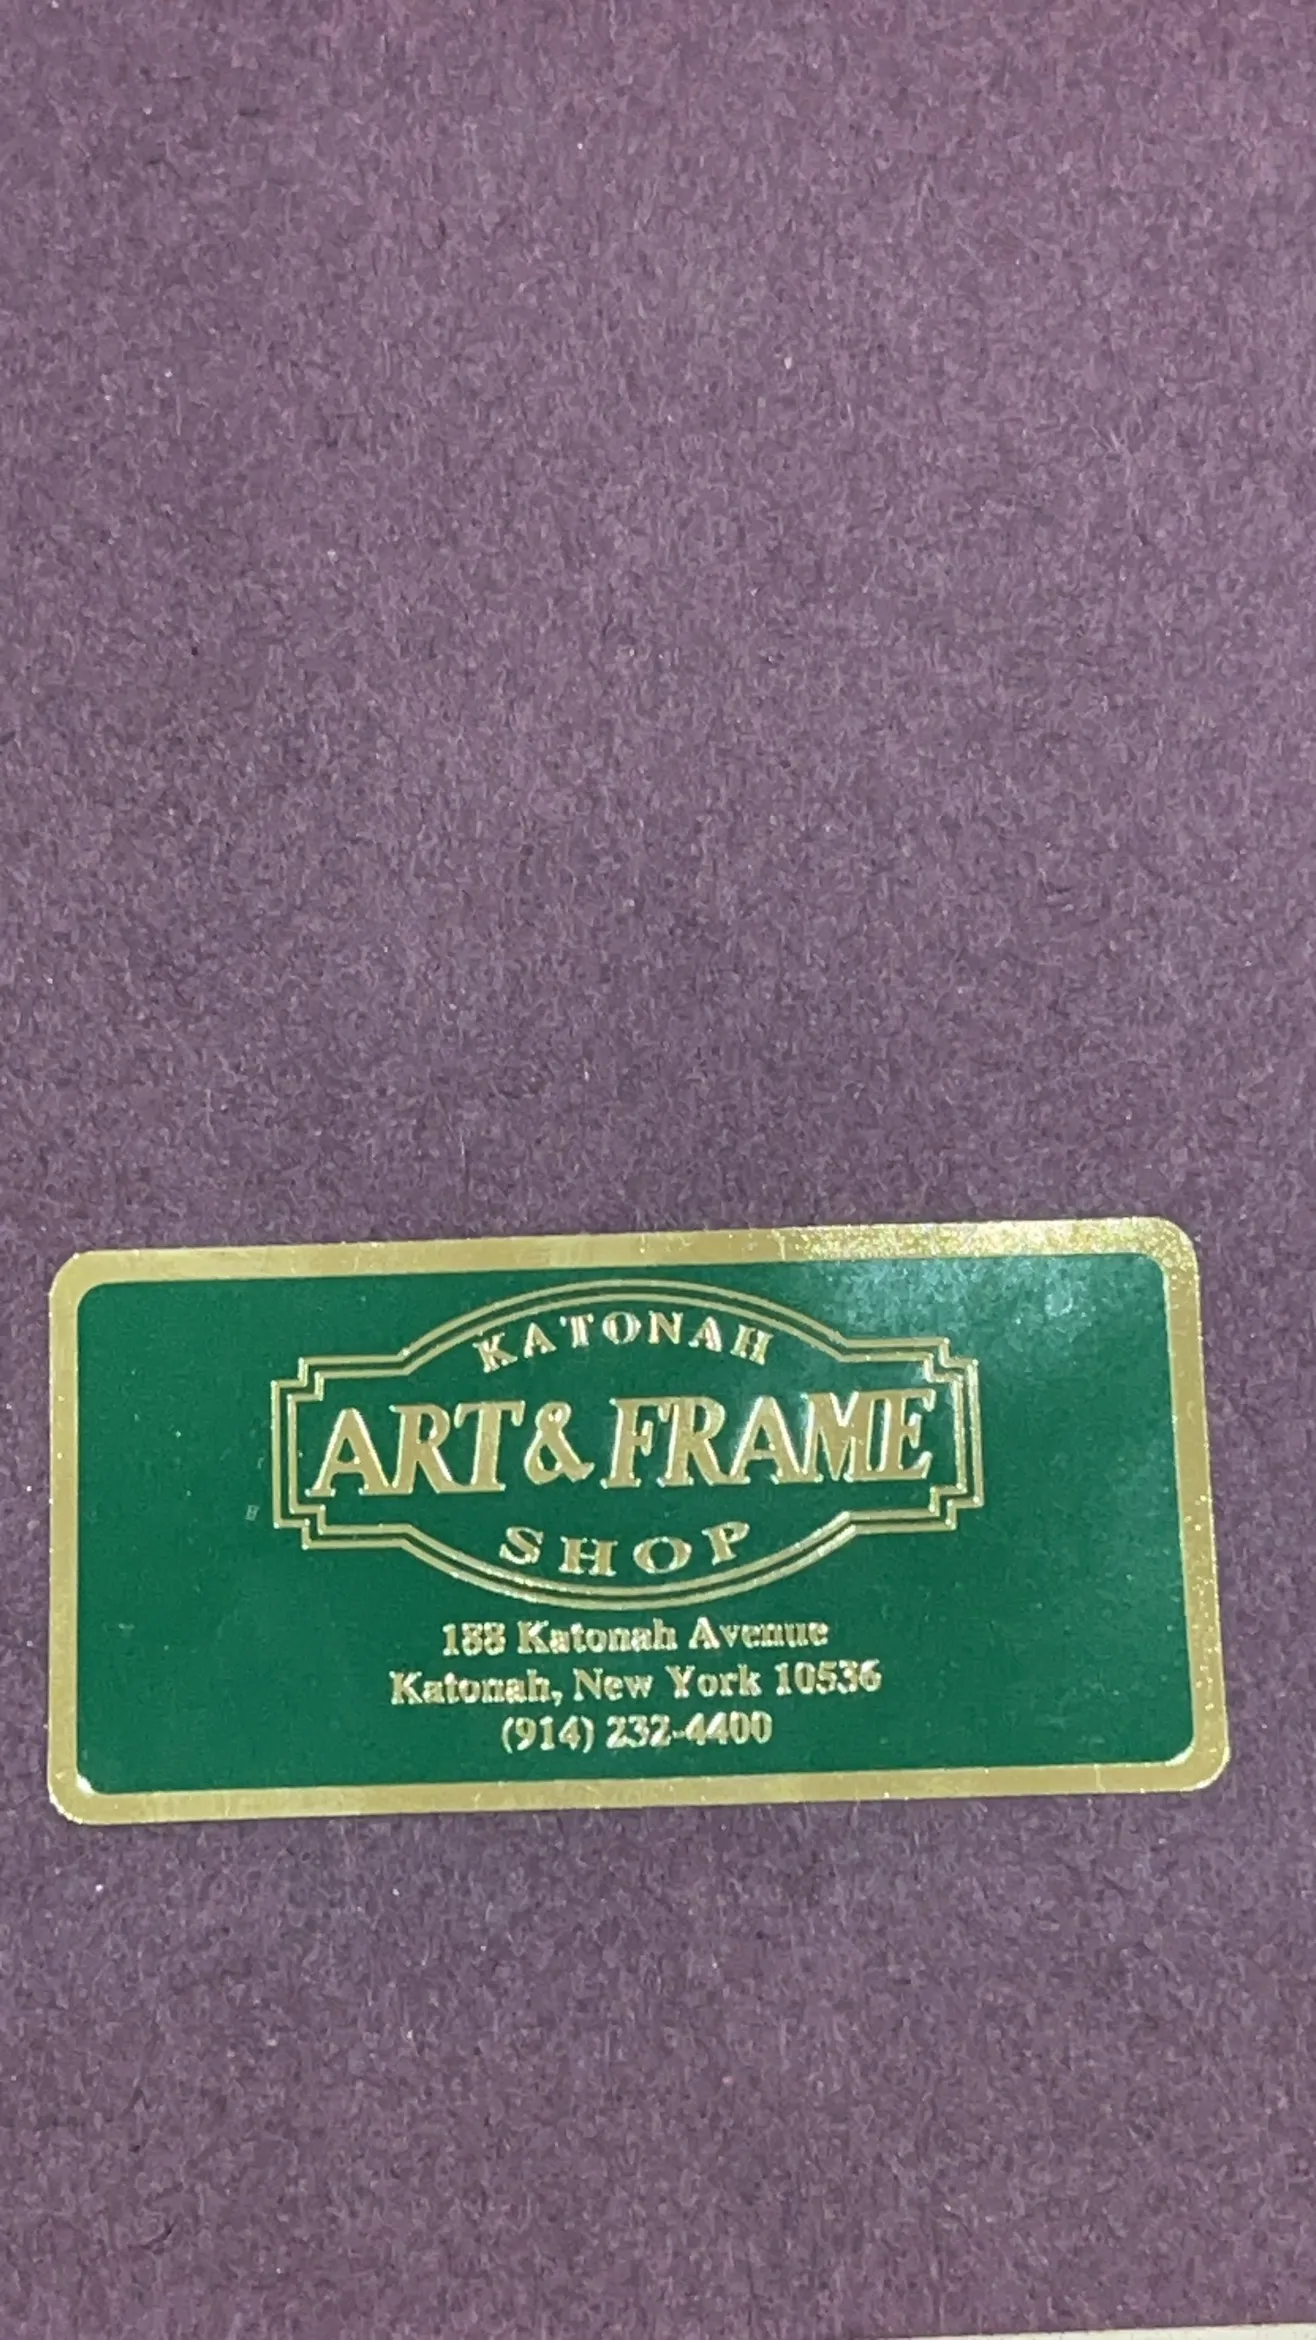 KATONAH
ART & FRAME
SHOP
188 Katonah Avenue
Katonah, New York 10536
(914) 232-4400